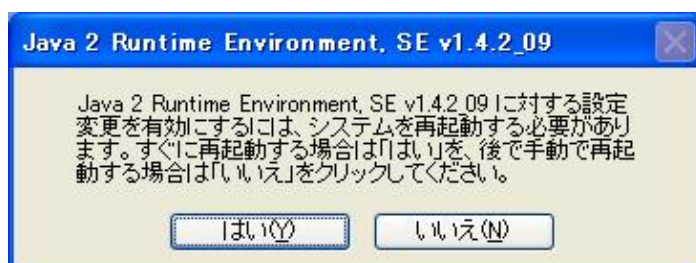 Java 2 Runtime Environment, SE v1.4.2_09
Java 2 Runtime Environment, SE v1.4.2_09 に対する設定
変更を有効にするには、システムを再起動する必要があり
ます。すぐに再起動する場合は「はい」を、後で手動で再起
動する場合は「いいえ」をクリックしてください。
はい(Y) いいえ(N)